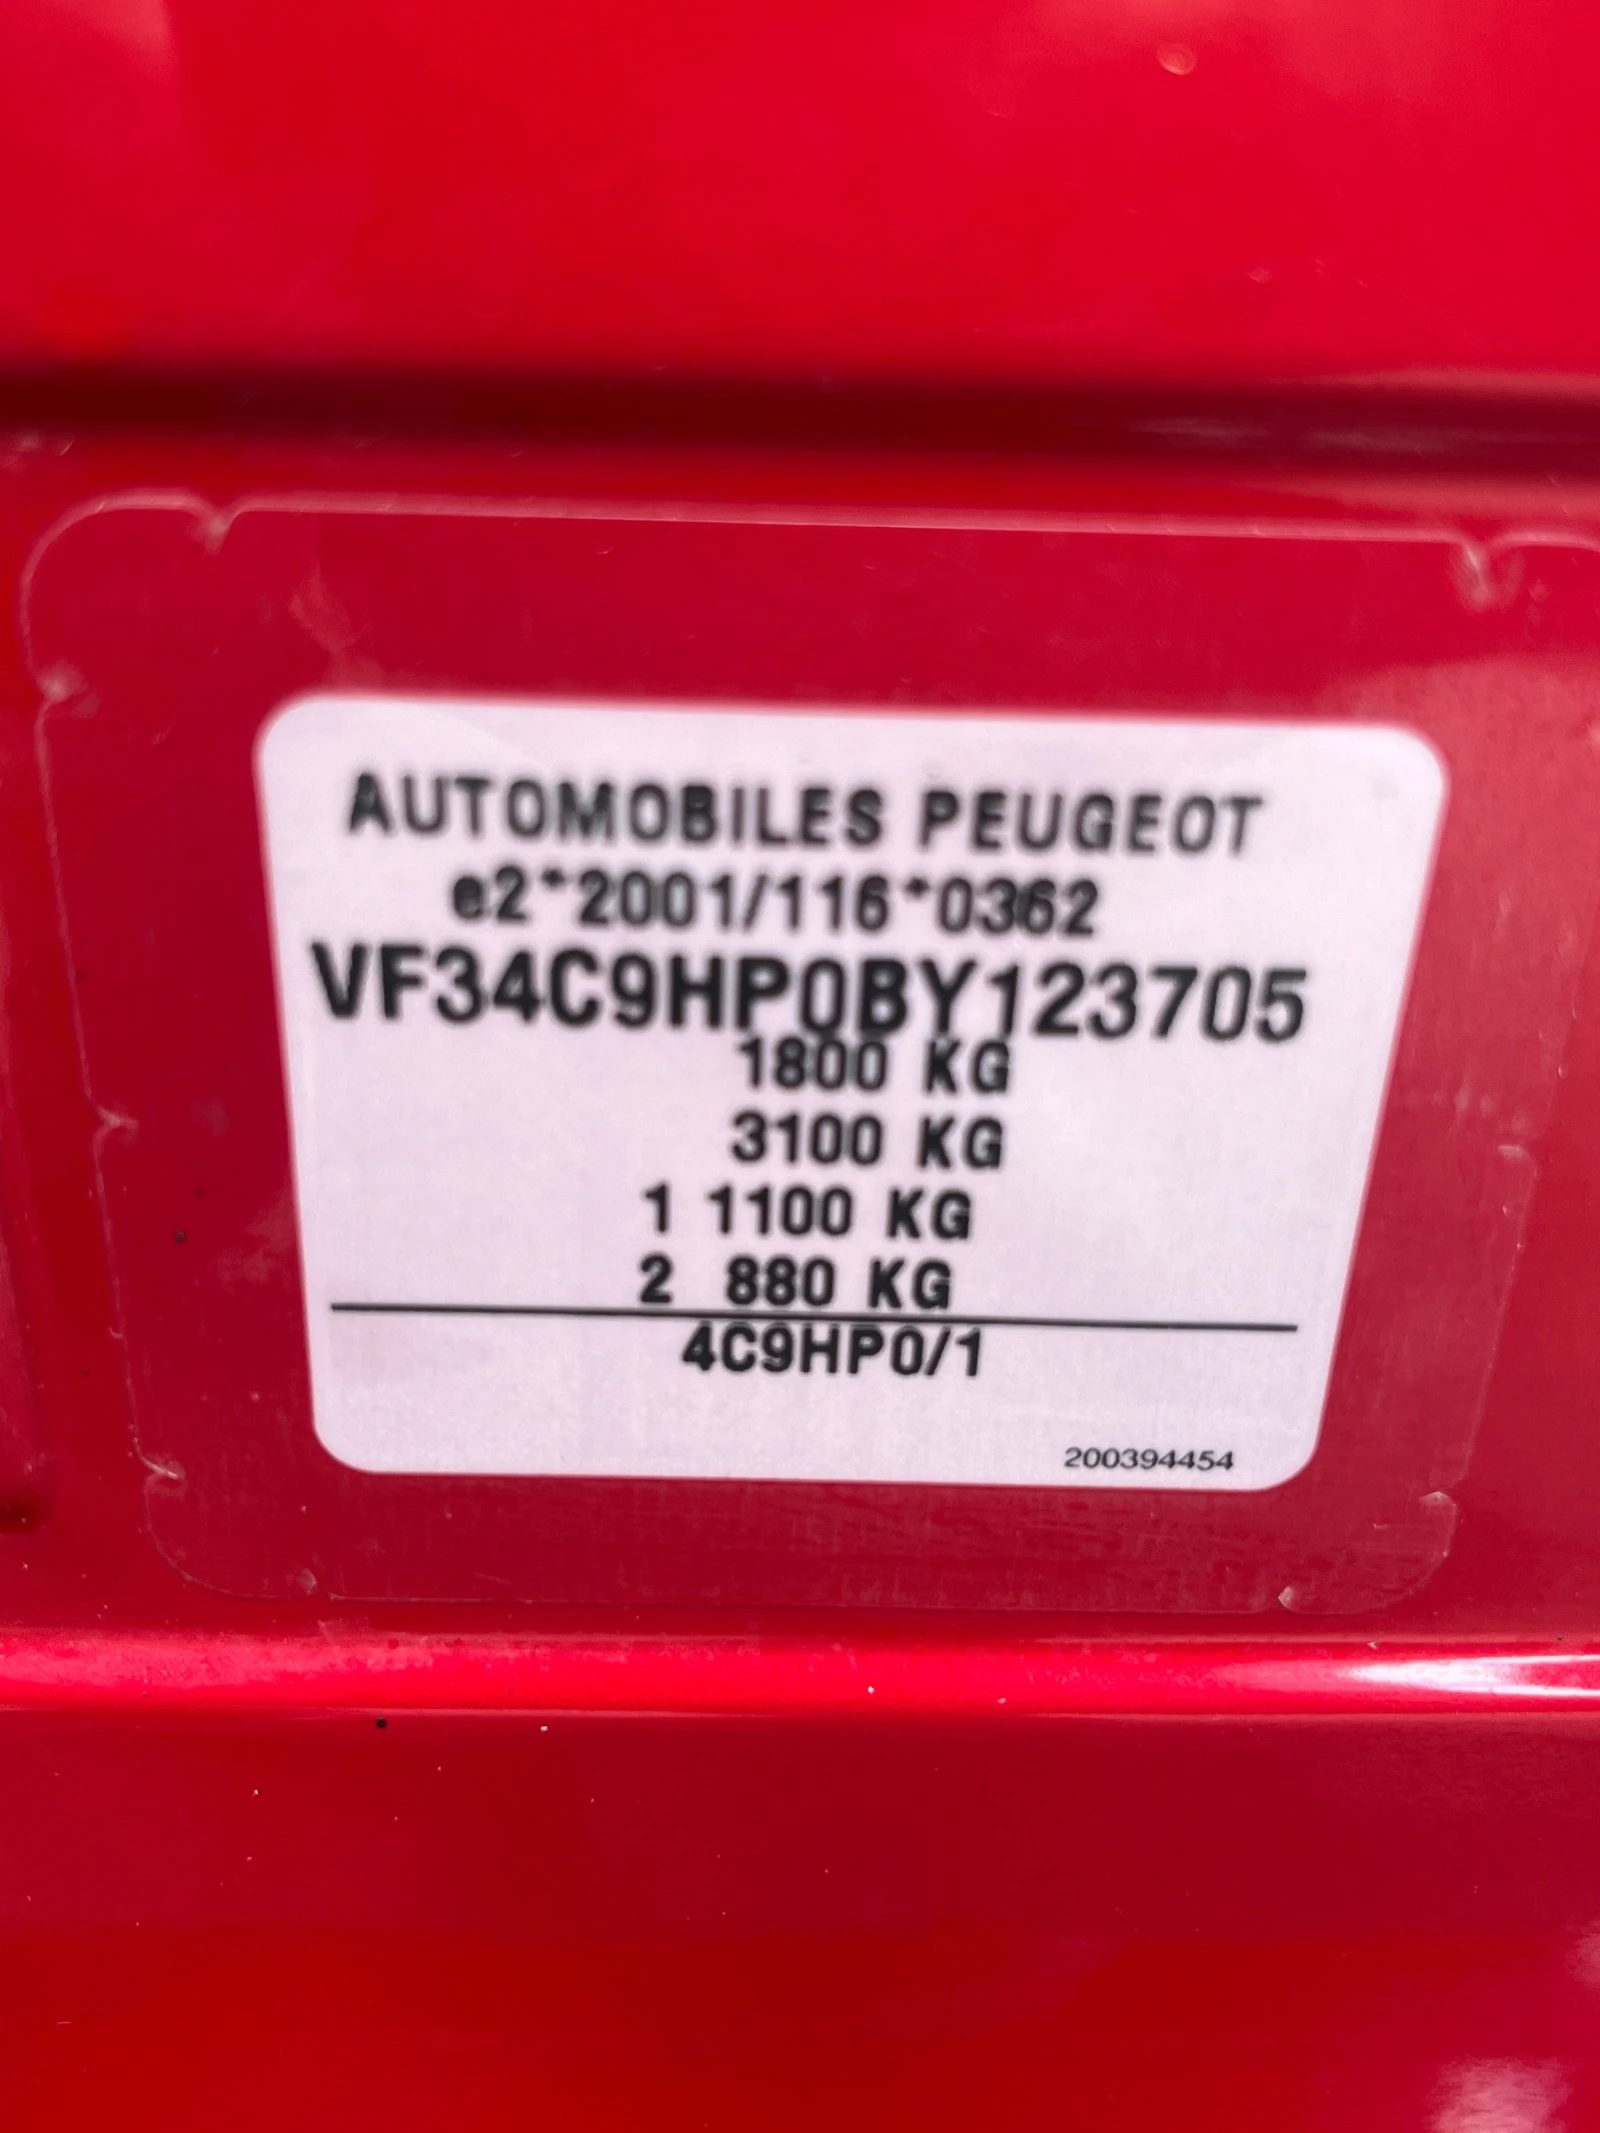 AUTOMOBILES PEUGEOT
e2*2001/116*0362
VF34C9HP0BY123705
1800 KG
3100 KG
1 1100 KG
2 880 KG
4C9HP0/1
200394454